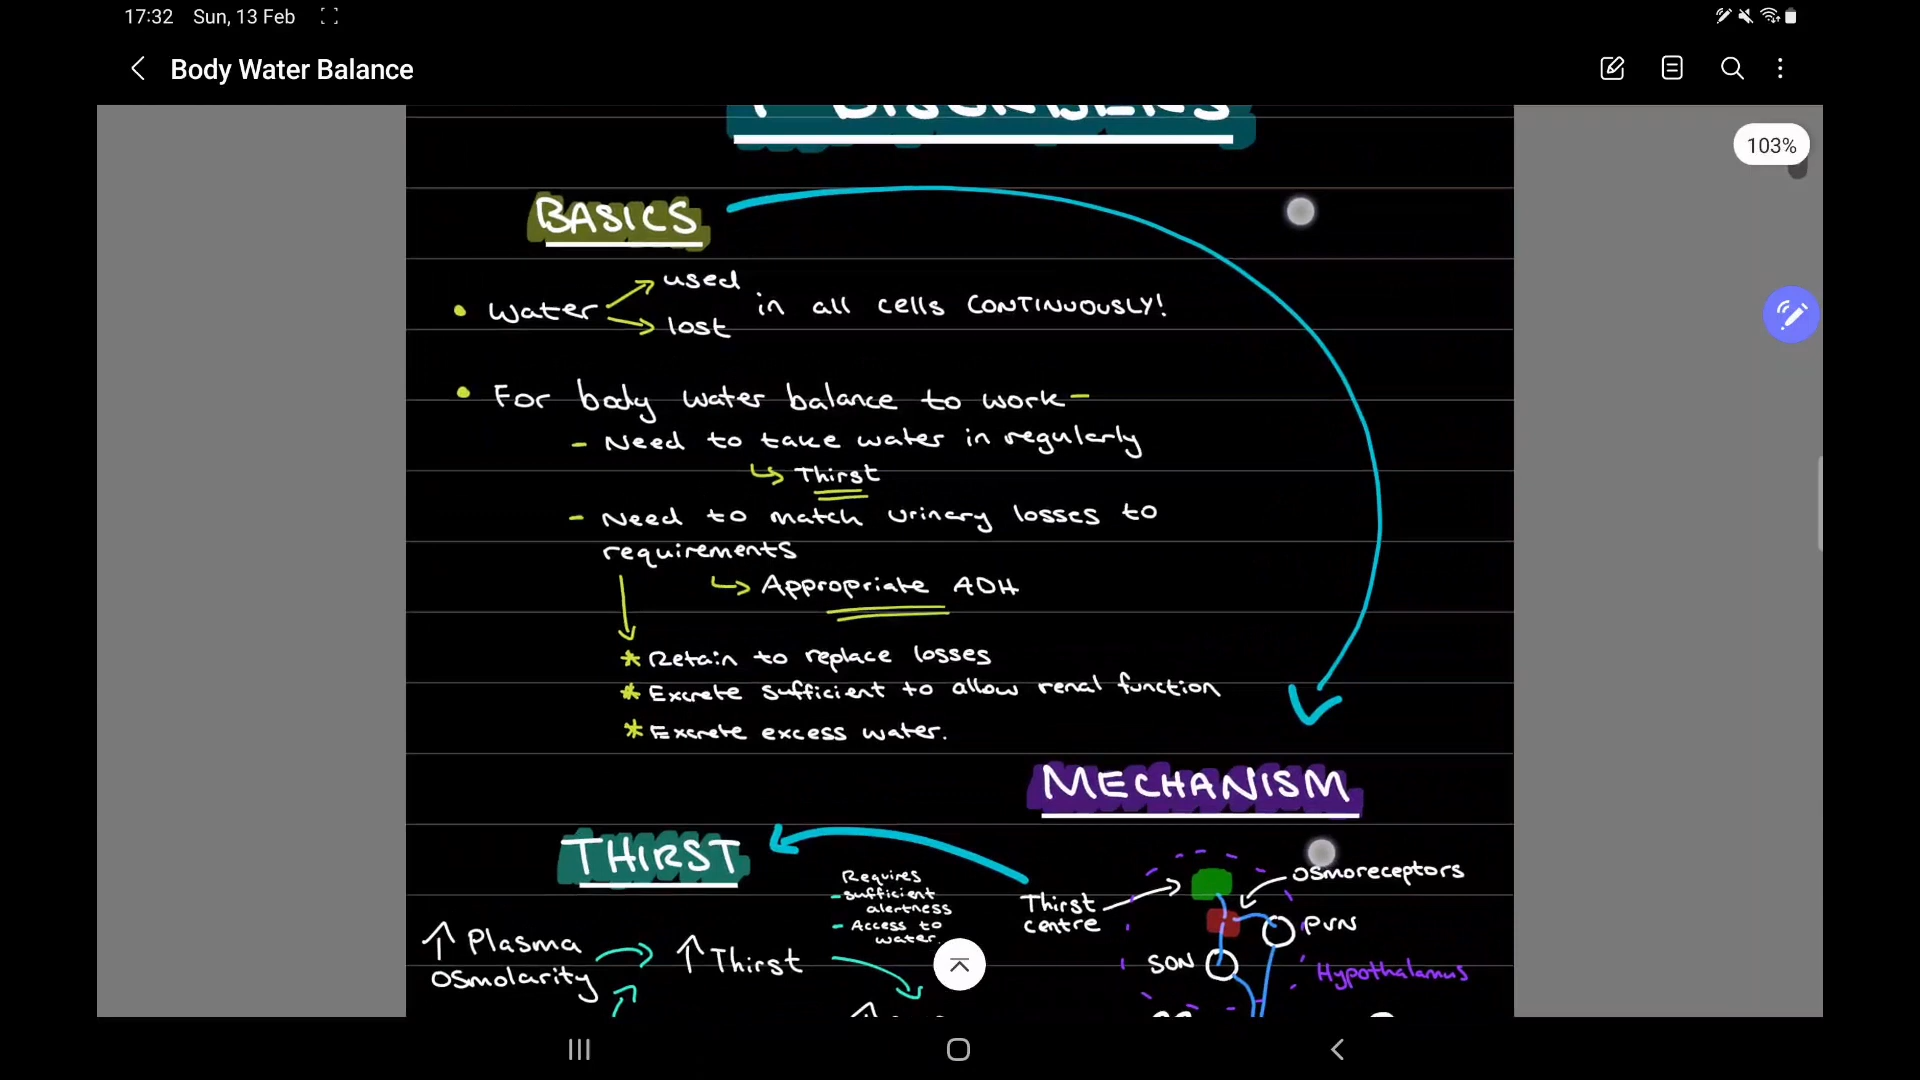 17:32 Sun, 13 Feb
Body Water Balance
103%
BASICS
• Water
used
lost
in all cells CONTINUOUSLY!
• For body water balance to work-
- Need to take water in regularly
Thirst
- Need to match urinary losses to
requirements
Appropriate ADH
* Retain to replace losses
* Excrete sufficient to allow renal function
* Excrete excess water.
MECHANISM
THIRST
Requires
- sufficient
alertness
- Access to
water.
↑ Plasma
osmolarity
↑ Thirst
Thirst
centre
osmoreceptors
PVN
SON
Hypothalamus